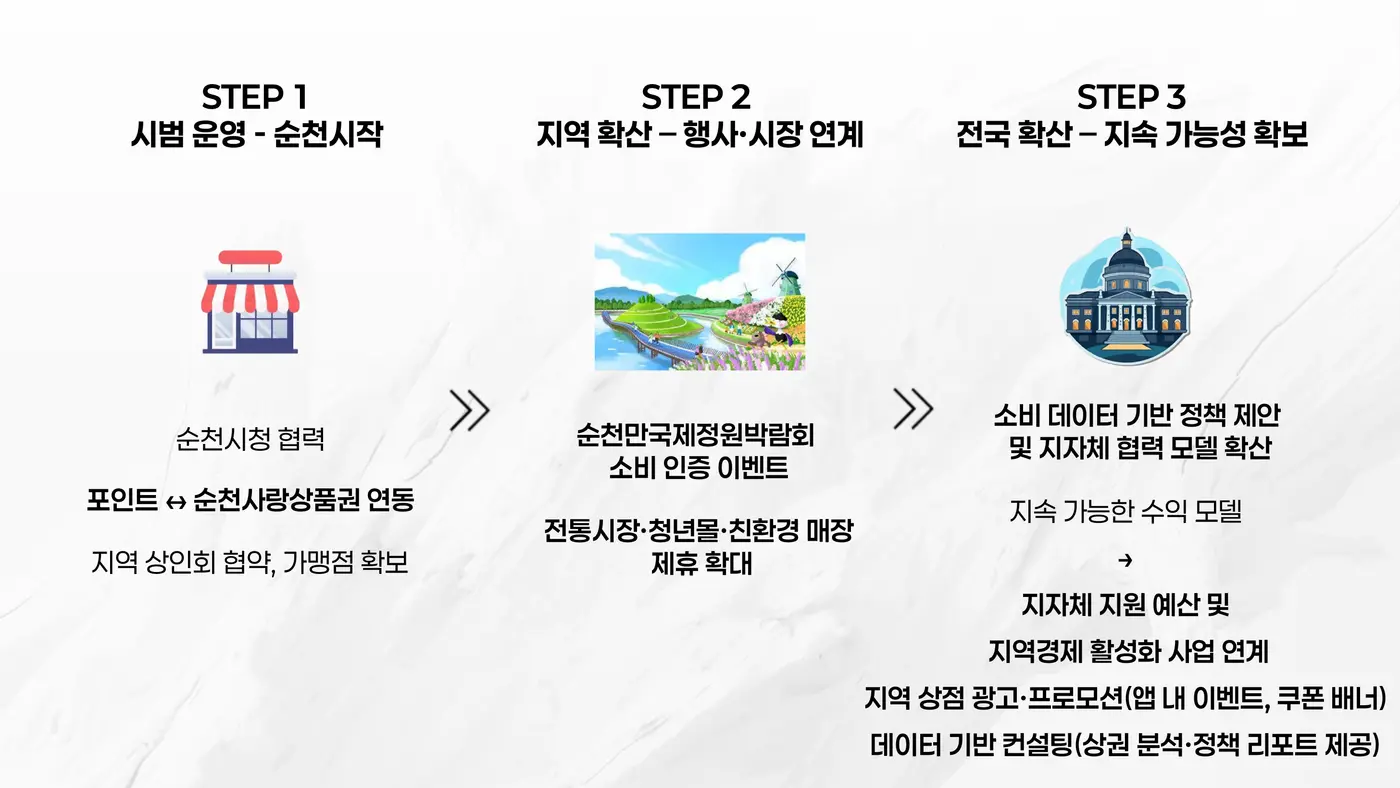 STEP 1
시범 운영 - 순천시작
순천시청 협력
포인트 ↔ 순천사랑상품권 연동
지역 상인회 협약, 가맹점 확보
STEP 2
지역 확산 – 행사·시장 연계
순천만국제정원박람회
소비 인증 이벤트
전통시장·청년몰·친환경 매장
제휴 확대
STEP 3
전국 확산 – 지속 가능성 확보
소비 데이터 기반 정책 제안
및 지자체 협력 모델 확산
지속 가능한 수익 모델
→
지자체 지원 예산 및
지역경제 활성화 사업 연계
지역 상점 광고·프로모션(앱 내 이벤트, 쿠폰 배너)
데이터 기반 컨설팅(상권 분석·정책 리포트 제공)